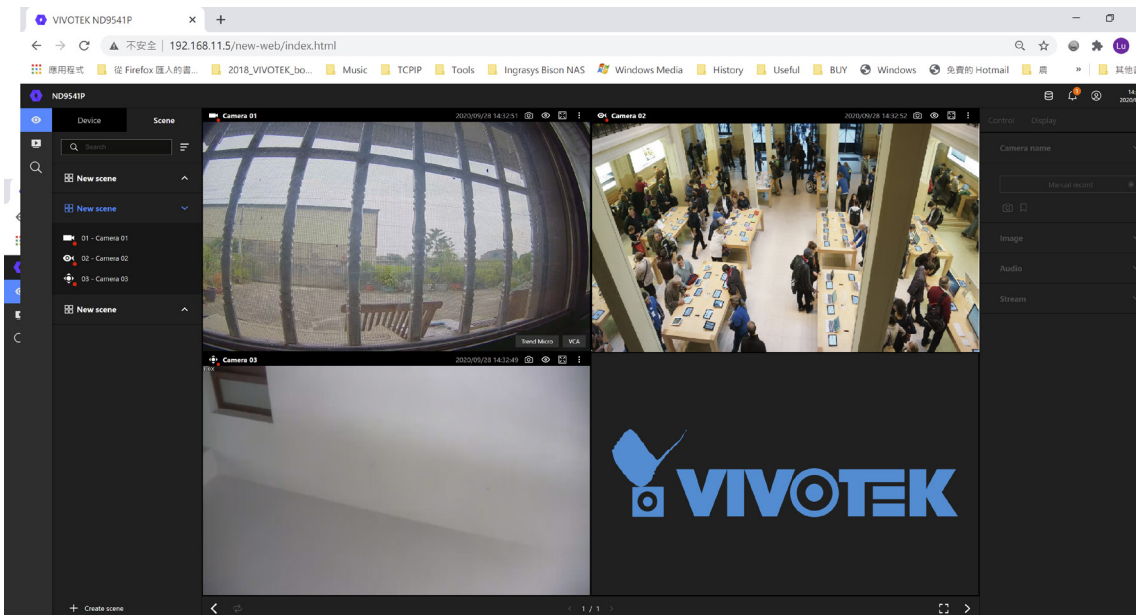 VIVOTEK ND9541P
不安全 | 192.168.11.5/new-web/index.html
Lu
應用程式 從 Firefox 匯入的書... 2018_VIVOTEK_bo... Music TCPIP Tools Ingrasys Bison NAS Windows Media History Useful BUY Windows 免費的 Hotmail 農 » 其他
ND9541P
Device Scene
Search
New scene
New scene
01 - Camera 01
02 - Camera 02
03 - Camera 03
New scene
Create scene
Camera 01 2020/09/28 14:32:51
Trend Micro VCA
Camera 02 2020/09/28 14:32:52
Camera 03 2020/09/28 14:32:49
VIVOTEK
1 / 1
Control Display
Camera name
Manual record
Image
Audio
Stream